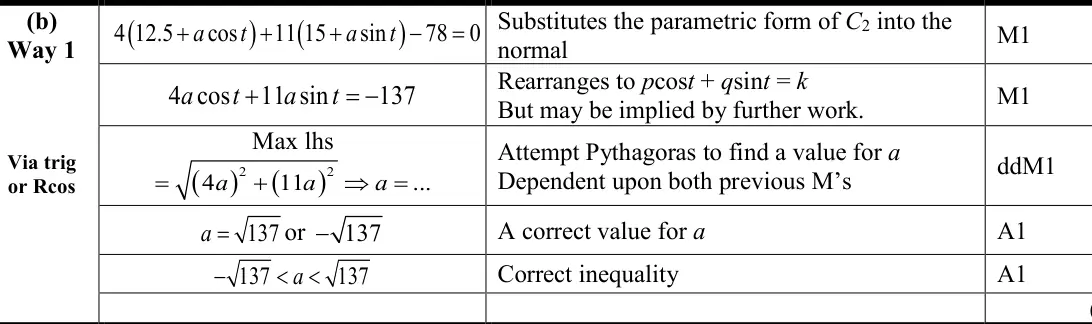 (b)
Way 1
4(12.5 + a cos t) + 11(15 + a sin t) − 78 = 0
Substitutes the parametric form of C₂ into the
normal
M1
4a cos t + 11a sin t = −137
Rearranges to pcost + qsint = k
But may be implied by further work.
M1
Via trig
or Rcos
Max lhs
= √((4a)² + (11a)²) ⇒ a = ...
Attempt Pythagoras to find a value for a
Dependent upon both previous M’s
ddM1
a = √137 or −√137
A correct value for a
A1
−√137 < a < √137
Correct inequality
A1